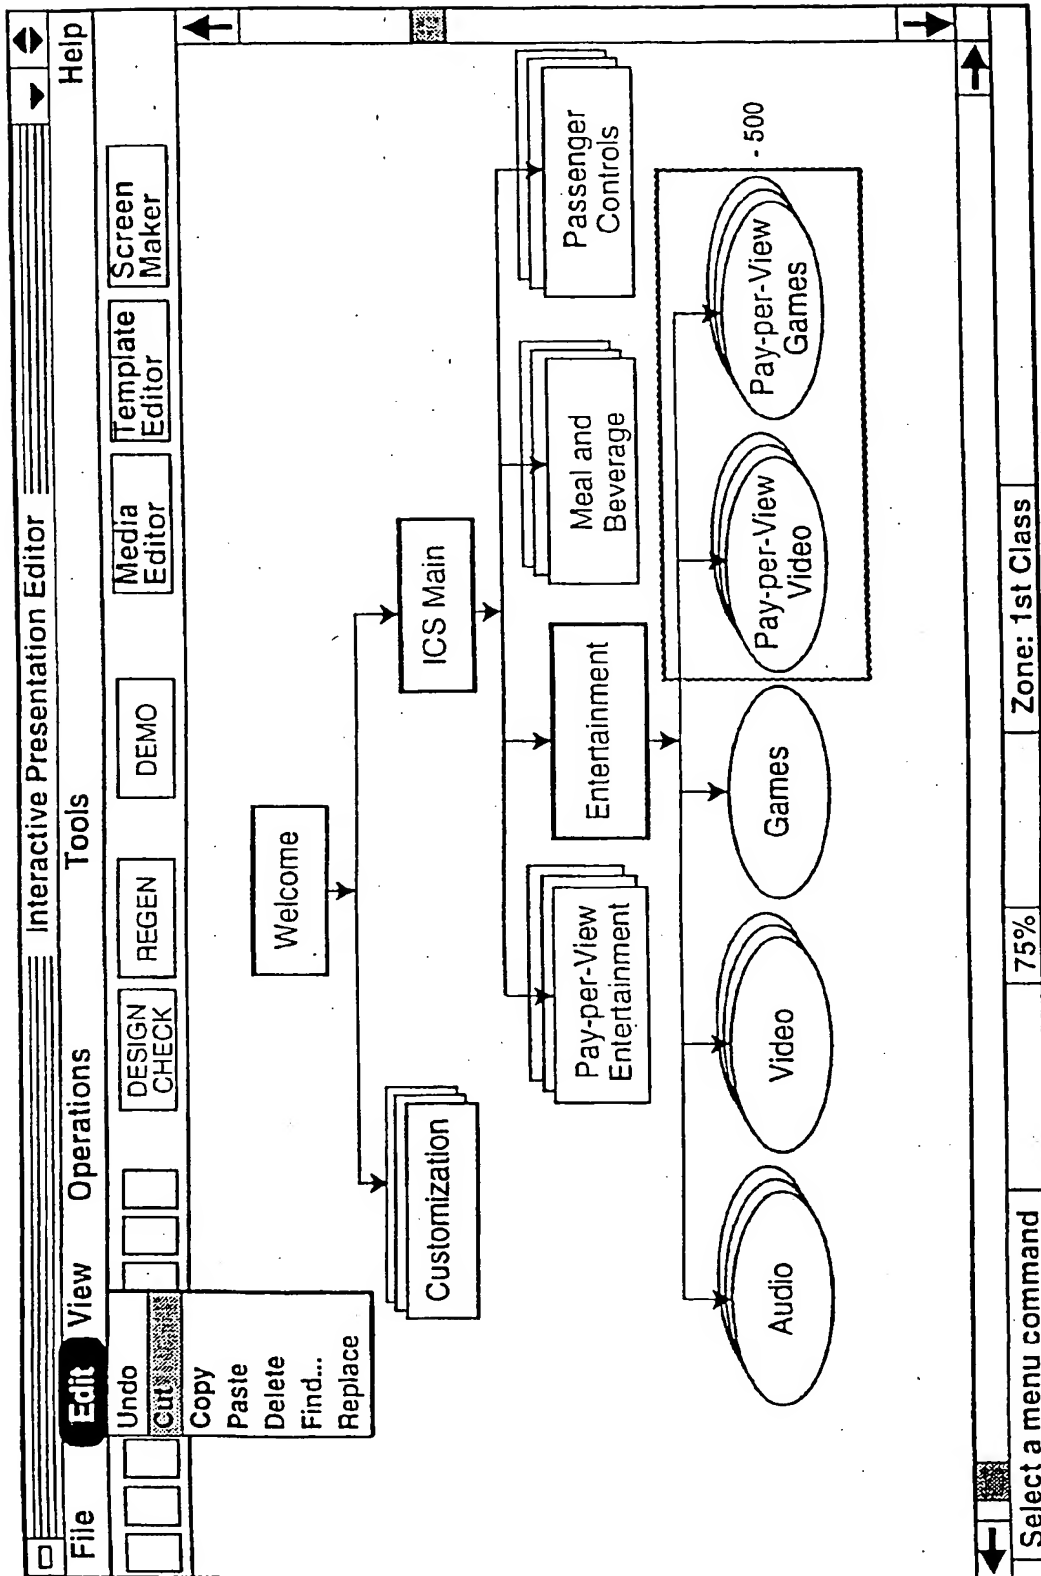 Interactive Presentation Editor
File Edit View Operations Tools Help
DESIGN
CHECK
REGEN
DEMO
Media
Editor
Template
Editor
Screen
Maker
Undo
Cut
Copy
Paste
Delete
Find...
Replace
Welcome
Customization
ICS Main
Pay-per-View
Entertainment
Entertainment
Meal and
Beverage
Passenger
Controls
Audio
Video
Games
Pay-per-View
Video
Pay-per-View
Games
- 500
Select a menu command
75%
Zone: 1st Class